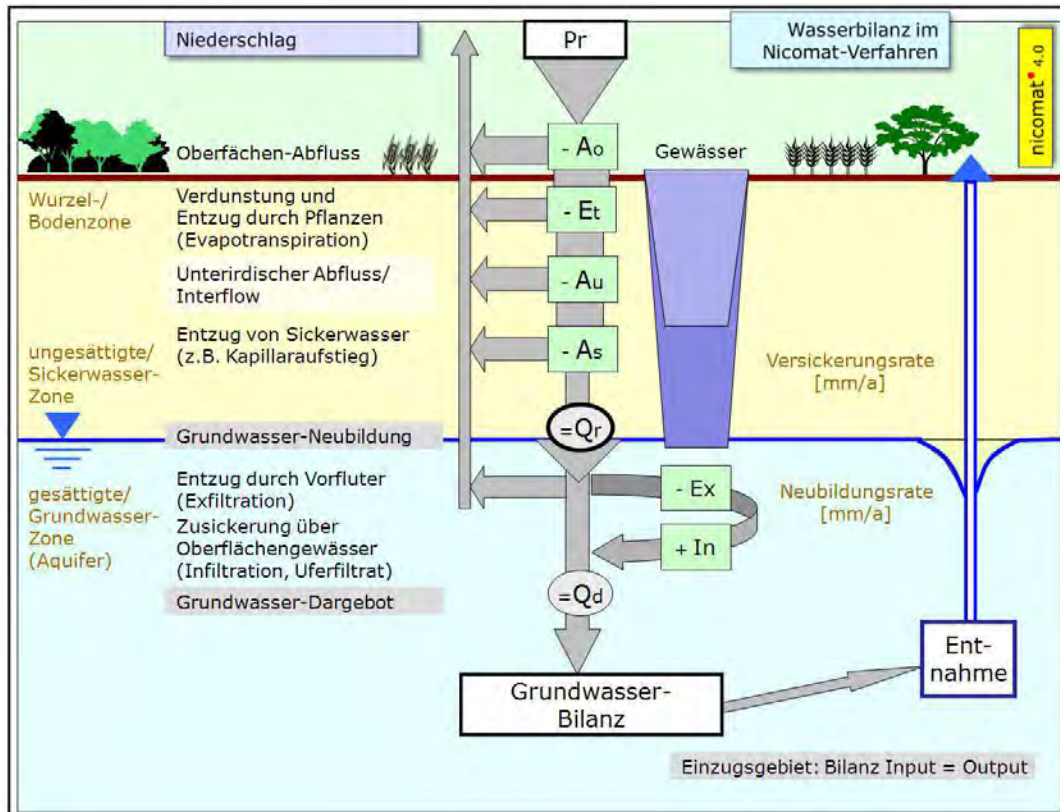 Niederschlag
Pr
Wasserbilanz im
Nicomat-Verfahren
nicomat 4.0
Oberfächen-Abfluss
- Ao
Gewässer
Wurzel-/
Bodenzone
Verdunstung und
Entzug durch Pflanzen
(Evapotranspiration)
- Et
Unterirdischer Abfluss/
Interflow
- Au
ungesättigte/
Sickerwasser-
Zone
Entzug von Sickerwasser
(z.B. Kapillaraufstieg)
- As
Versickerungsrate
[mm/a]
Grundwasser-Neubildung
=Qr
gesättigte/
Grundwasser-
Zone
(Aquifer)
Entzug durch Vorfluter
(Exfiltration)
- Ex
Neubildungsrate
[mm/a]
Zusickerung über
Oberflächengewässer
(Infiltration, Uferfiltrat)
+ In
Grundwasser-Dargebot
=Qd
Grundwasser-
Bilanz
Ent-
nahme
Einzugsgebiet: Bilanz Input = Output